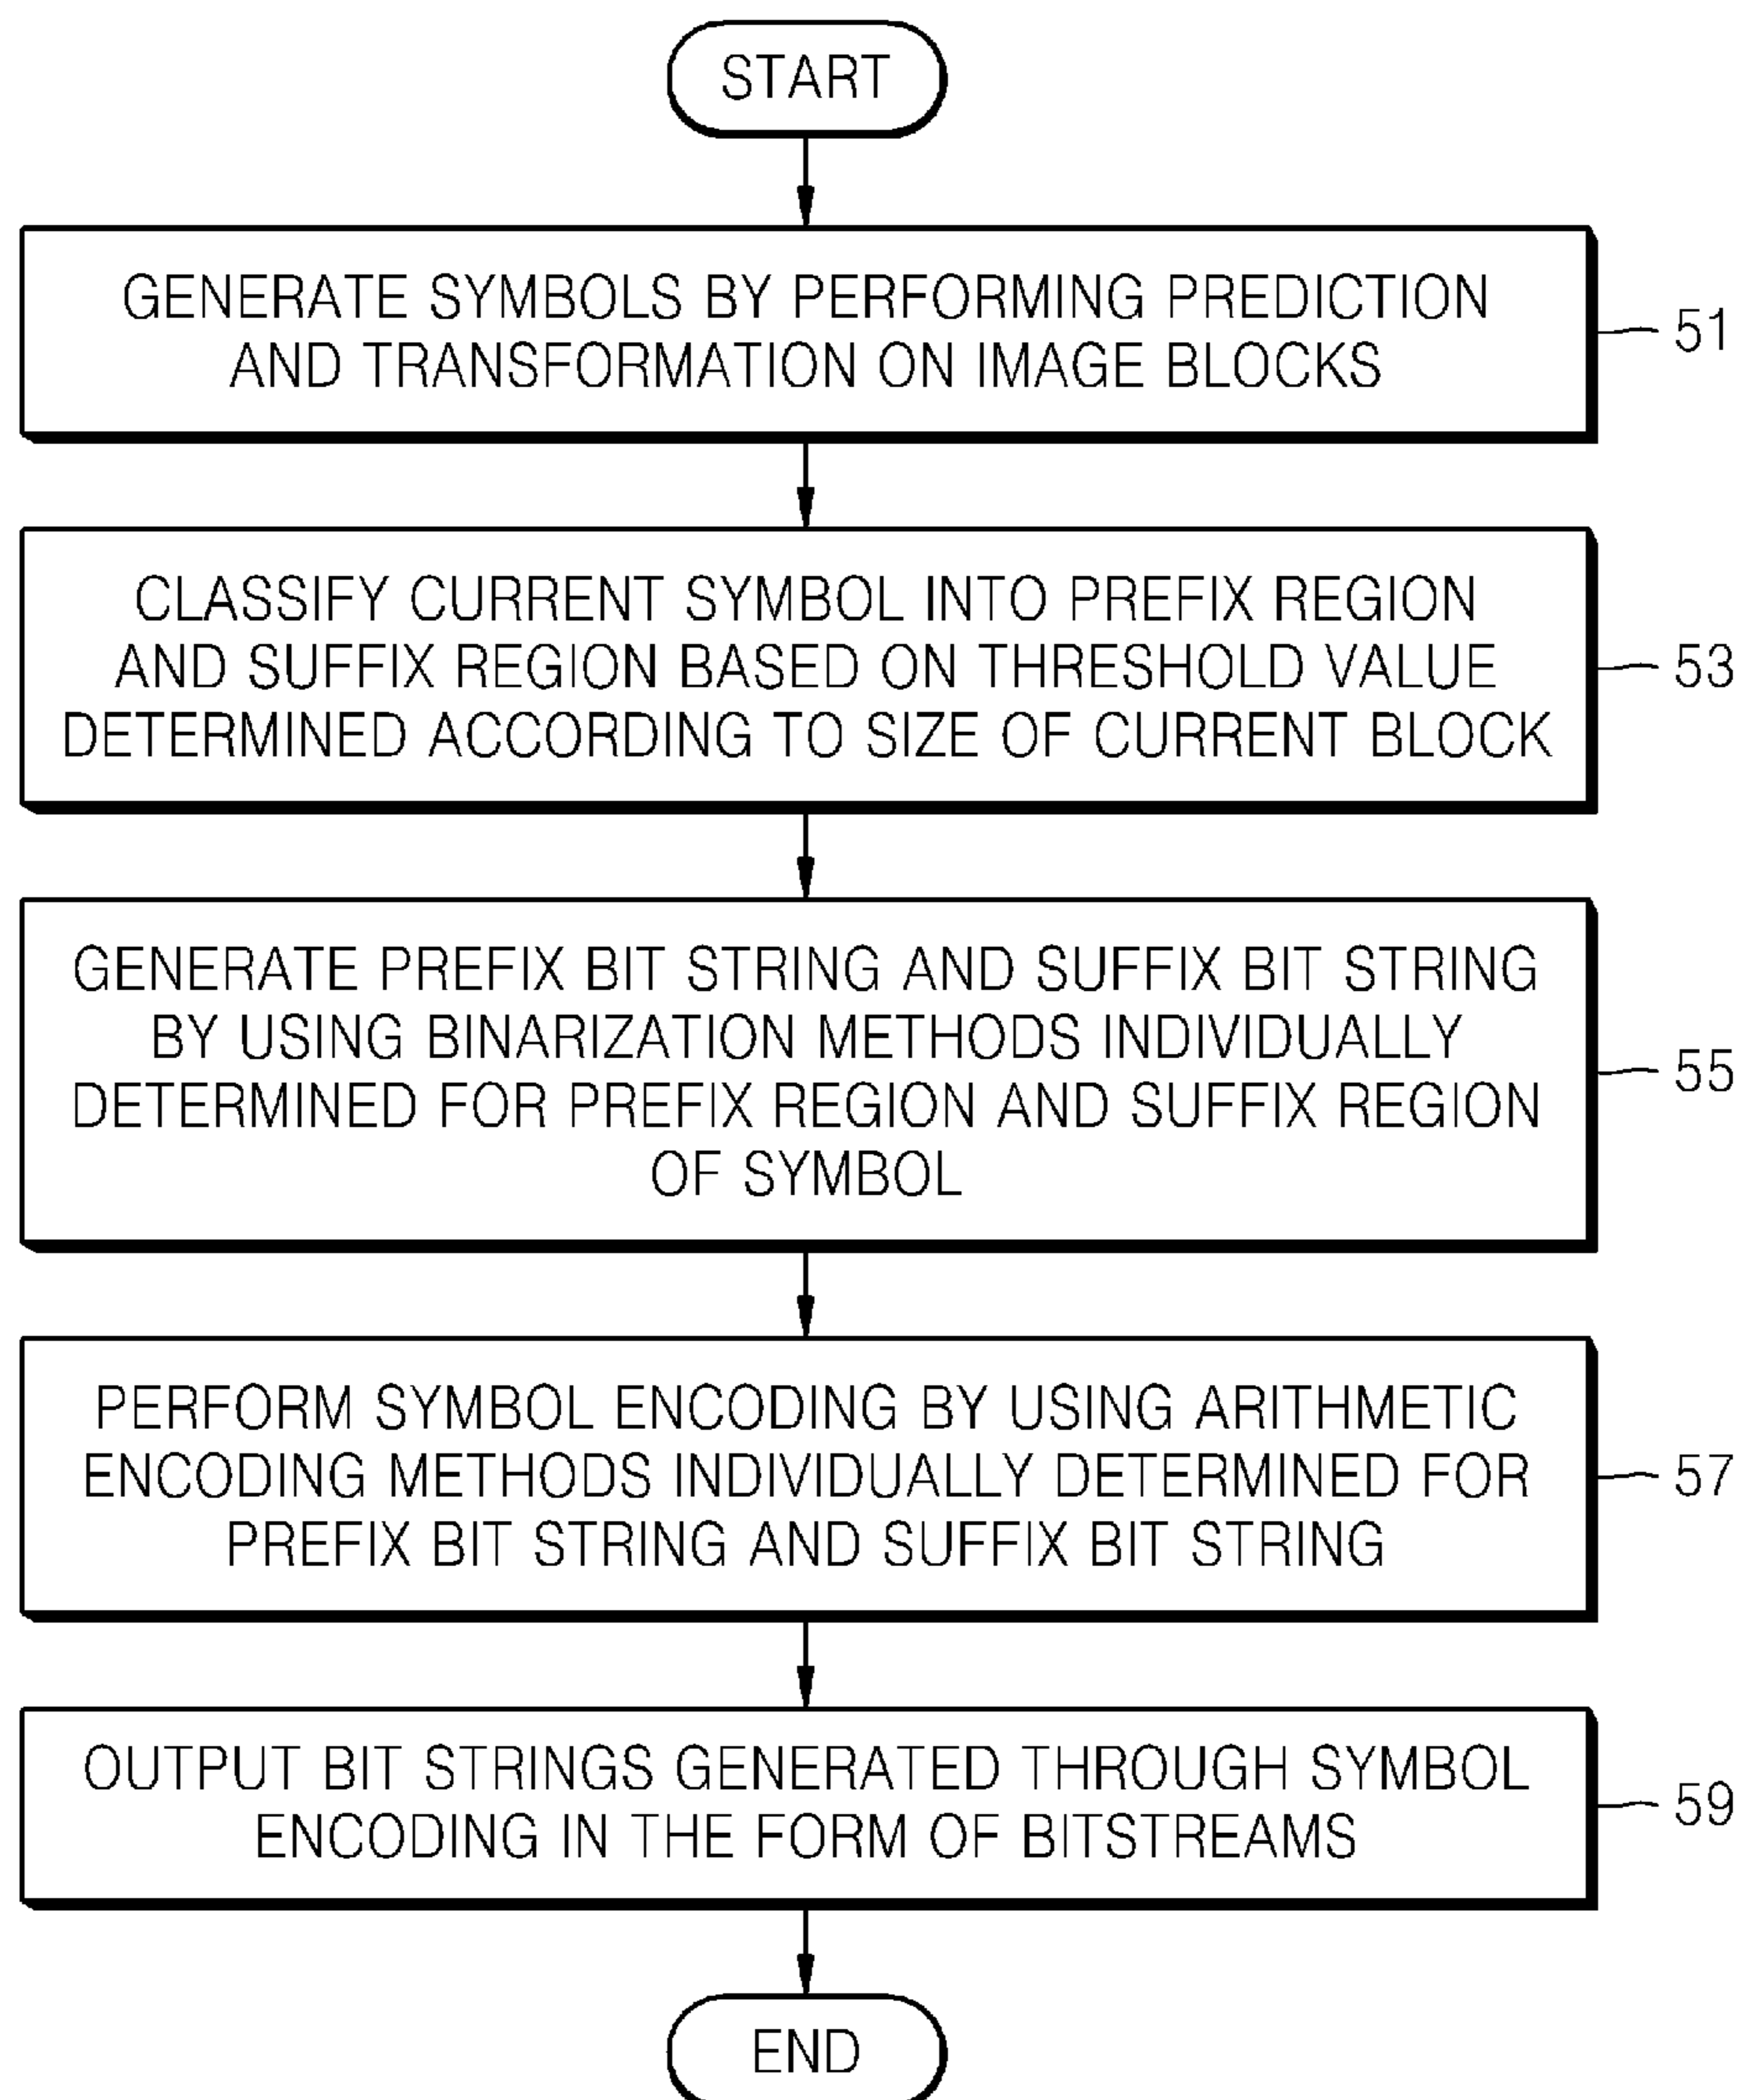 START
GENERATE SYMBOLS BY PERFORMING PREDICTION
AND TRANSFORMATION ON IMAGE BLOCKS
51
CLASSIFY CURRENT SYMBOL INTO PREFIX REGION
AND SUFFIX REGION BASED ON THRESHOLD VALUE
DETERMINED ACCORDING TO SIZE OF CURRENT BLOCK
53
GENERATE PREFIX BIT STRING AND SUFFIX BIT STRING
BY USING BINARIZATION METHODS INDIVIDUALLY
DETERMINED FOR PREFIX REGION AND SUFFIX REGION
OF SYMBOL
55
PERFORM SYMBOL ENCODING BY USING ARITHMETIC
ENCODING METHODS INDIVIDUALLY DETERMINED FOR
PREFIX BIT STRING AND SUFFIX BIT STRING
57
OUTPUT BIT STRINGS GENERATED THROUGH SYMBOL
ENCODING IN THE FORM OF BITSTREAMS
59
END